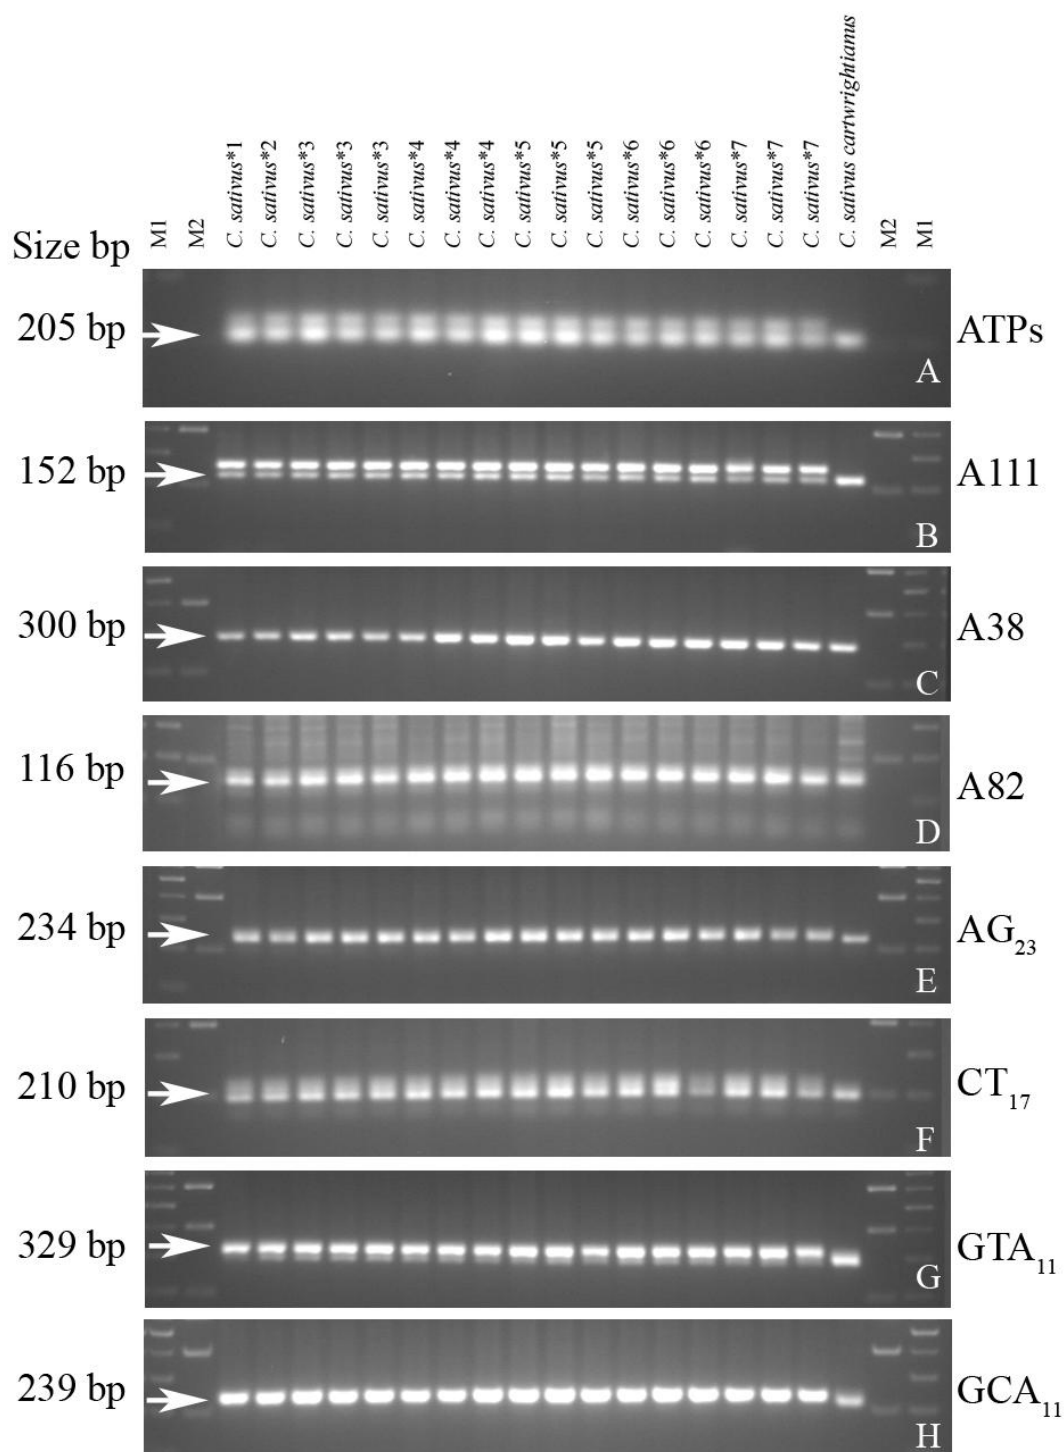 M1
M2
C. sativus*1
C. sativus*2
C. sativus*3
C. sativus*3
C. sativus*3
C. sativus*4
C. sativus*4
C. sativus*4
C. sativus*5
C. sativus*5
C. sativus*5
C. sativus*6
C. sativus*6
C. sativus*6
C. sativus*7
C. sativus*7
C. sativus*7
C. sativus cartwrightianus
M2
M1
Size bp
205 bp
ATPs
A
152 bp
A111
B
300 bp
A38
C
116 bp
A82
D
234 bp
AG23
E
210 bp
CT17
F
329 bp
GTA11
G
239 bp
GCA11
H